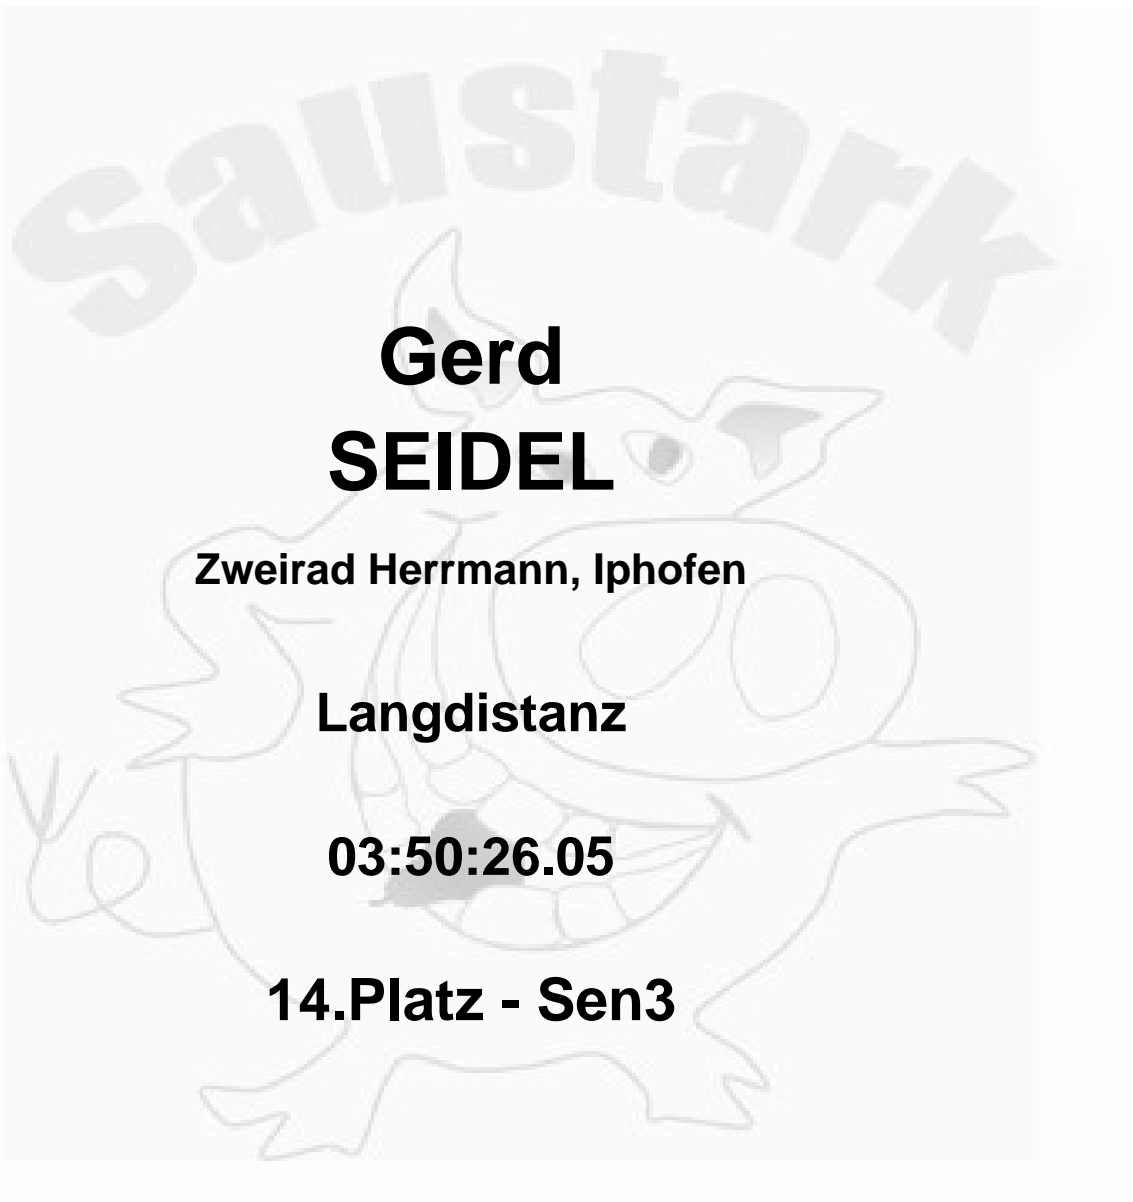 Saustark
Gerd
SEIDEL
Zweirad Herrmann, Iphofen
Langdistanz
03:50:26.05
14.Platz - Sen3